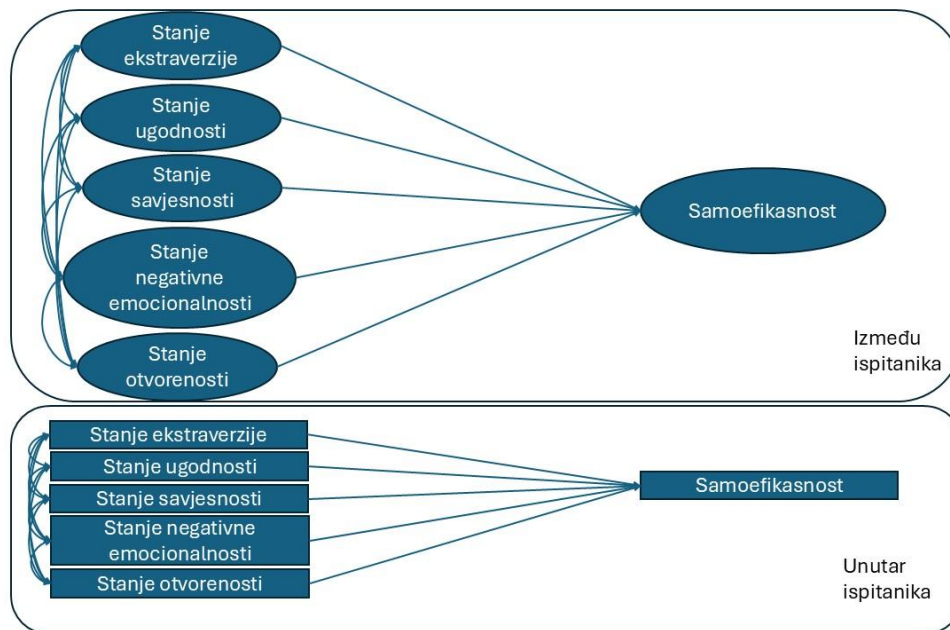 Stanje
ekstraverzije
Stanje
ugodnosti
Stanje
savjesnosti
Samoefikasnost
Stanje
negativne
emocionalnosti
Stanje
otvorenosti
Između
ispitanika
Stanje ekstraverzije
Stanje ugodnosti
Stanje savjesnosti
Samoefikasnost
Stanje negativne
emocionalnosti
Stanje otvorenosti
Unutar
ispitanika